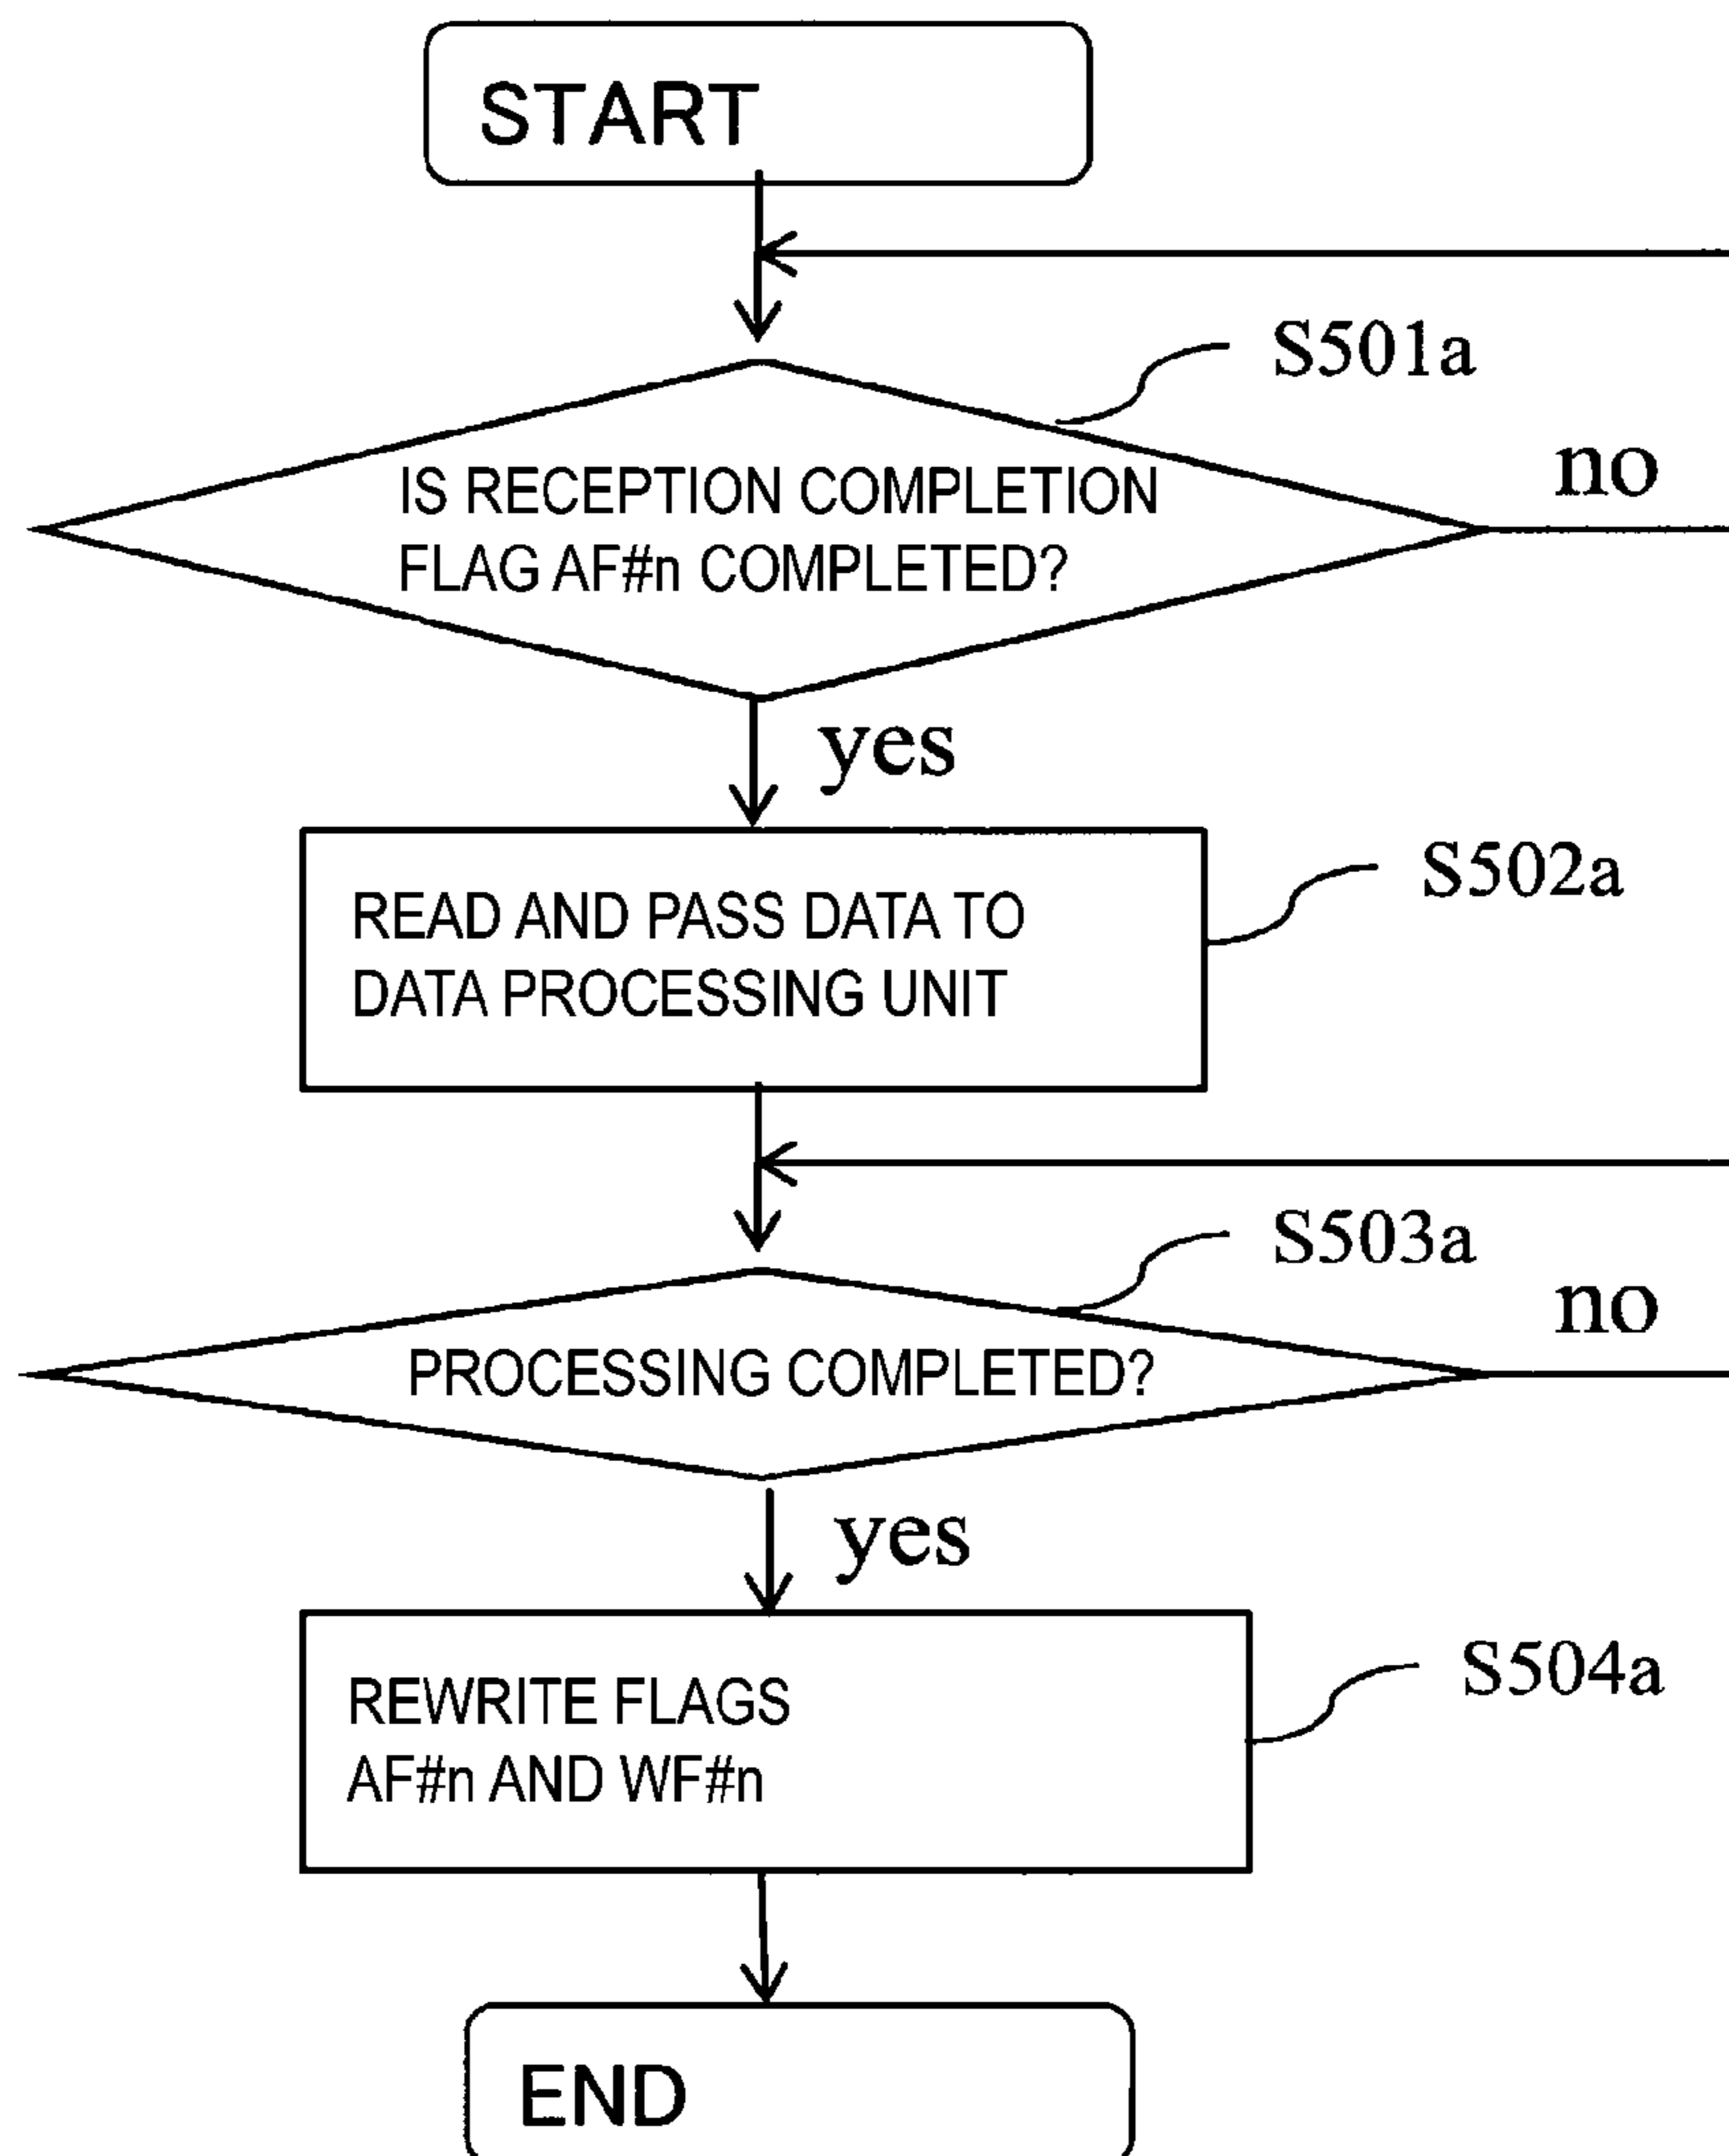 START
S501a
IS RECEPTION COMPLETION
FLAG AF#n COMPLETED?
no
yes
READ AND PASS DATA TO
DATA PROCESSING UNIT
S502a
S503a
PROCESSING COMPLETED?
no
yes
REWRITE FLAGS
AF#n AND WF#n
S504a
END